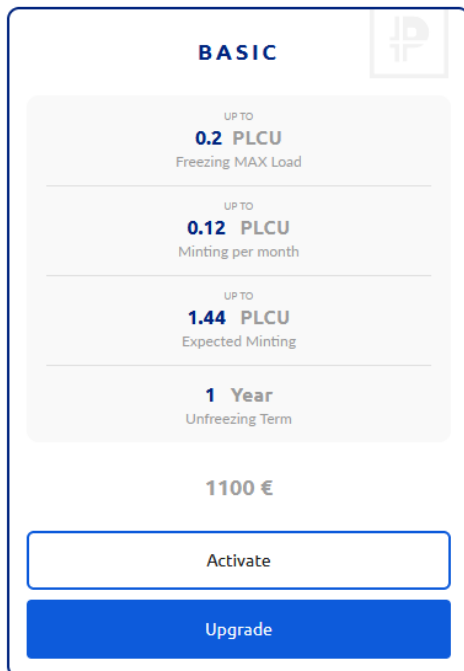 BASIC
UP TO
0.2 PLCU
Freezing MAX Load
UP TO
0.12 PLCU
Minting per month
UP TO
1.44 PLCU
Expected Minting
1 Year
Unfreezing Term
1100 €
Activate
Upgrade